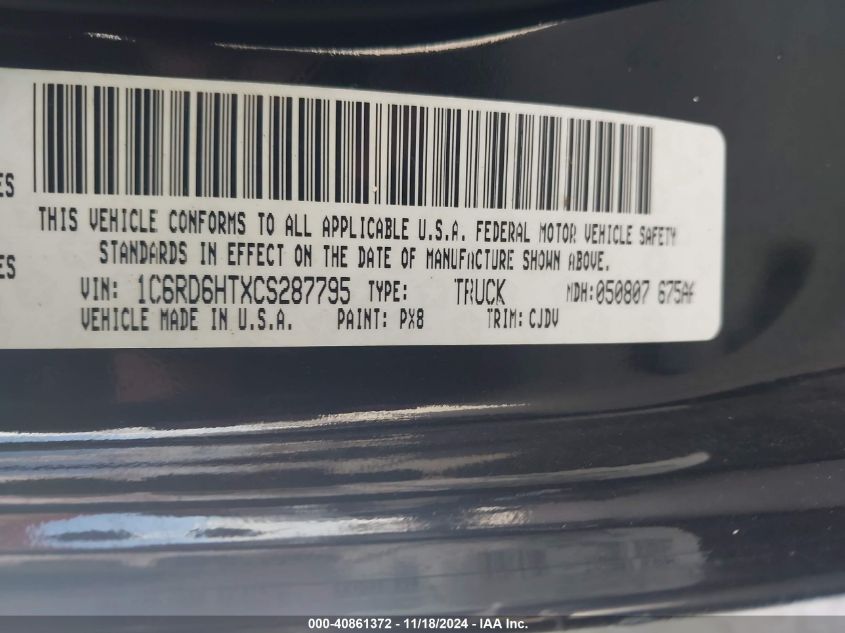 ES
THIS VEHICLE CONFORMS TO ALL APPLICABLE U.S.A. FEDERAL MOTOR VEHICLE SAFETY
STANDARDS IN EFFECT ON THE DATE OF MANUFACTURE SHOWN ABOVE.
ES
VIN: 1C6RD6HTXCS287795 TYPE: TRUCK MDH:050807 675AF
VEHICLE MADE IN U.S.A. PAINT: PX8 TRIM: CJDV
000-40861372 - 11/18/2024 - IAA Inc.